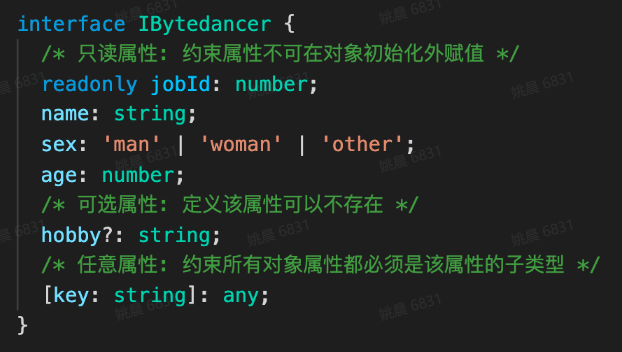 interface IBytedancer {
/* 只读属性: 约束属性不可在对象初始化外赋值 */
readonly jobId: number;
name: string;
sex: 'man' | 'woman' | 'other';
age: number;
/* 可选属性: 定义该属性可以不存在 */
hobby?: string;
/* 任意属性: 约束所有对象属性都必须是该属性的子类型 */
[key: string]: any;
}
姚晨 6831
姚晨 6831
姚晨 6831
姚晨 6831
姚晨 6831
姚晨 6831
姚晨 6831
姚晨 6831